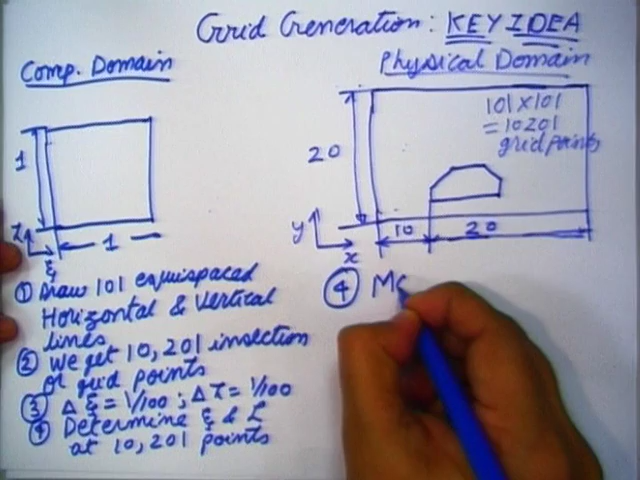 Grid Generation: KEY IDEA
Comp. Domain
Physical Domain
101 x 101
= 10201
grid points
1
20
ξ
1
y
x
10
20
① Draw 101 equispaced
Horizontal & Vertical
lines
② We get 10,201 insection
or grid points
③ Δξ = 1/100 ;
= 1/100
④ Determine ξ &
at 10,201 points
④ Me